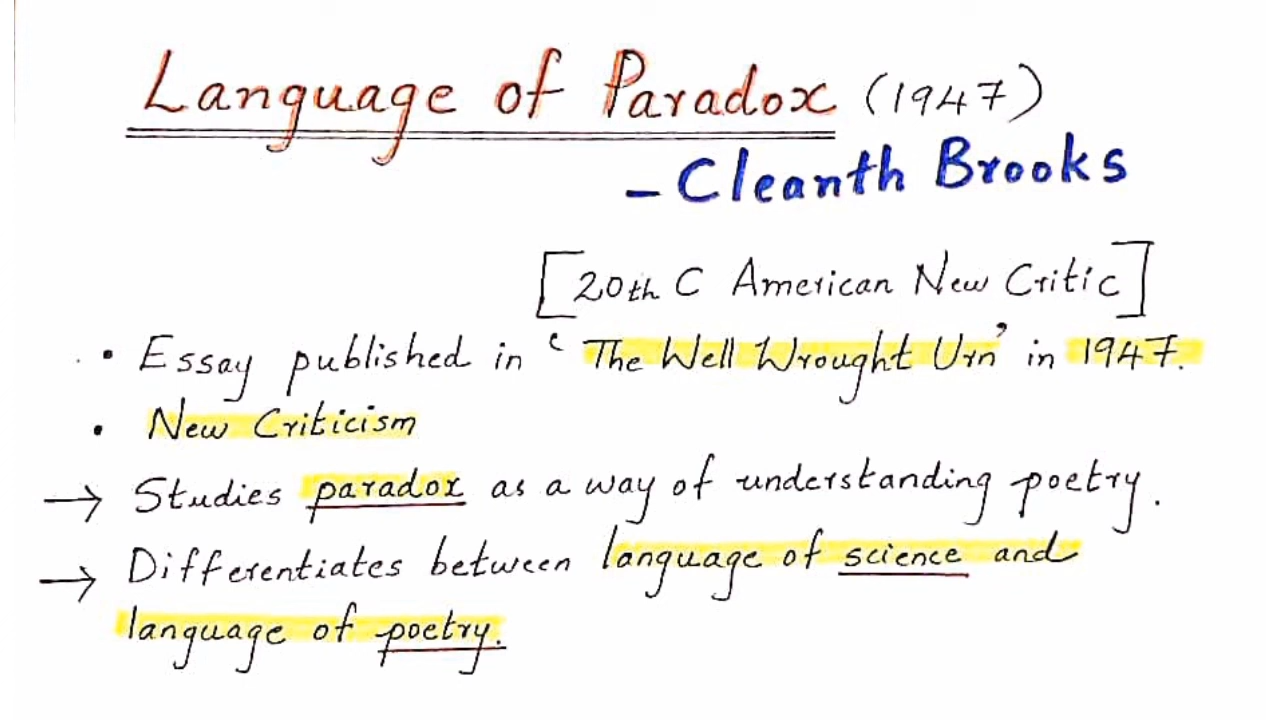 Language of Paradox (1947)
– Cleanth Brooks
[20th C American New Critic]
• Essay published in ‘The Well Wrought Urn’ in 1947.
• New Criticism
→ Studies paradox as a way of understanding poetry.
→ Differentiates between language of science and
language of poetry.